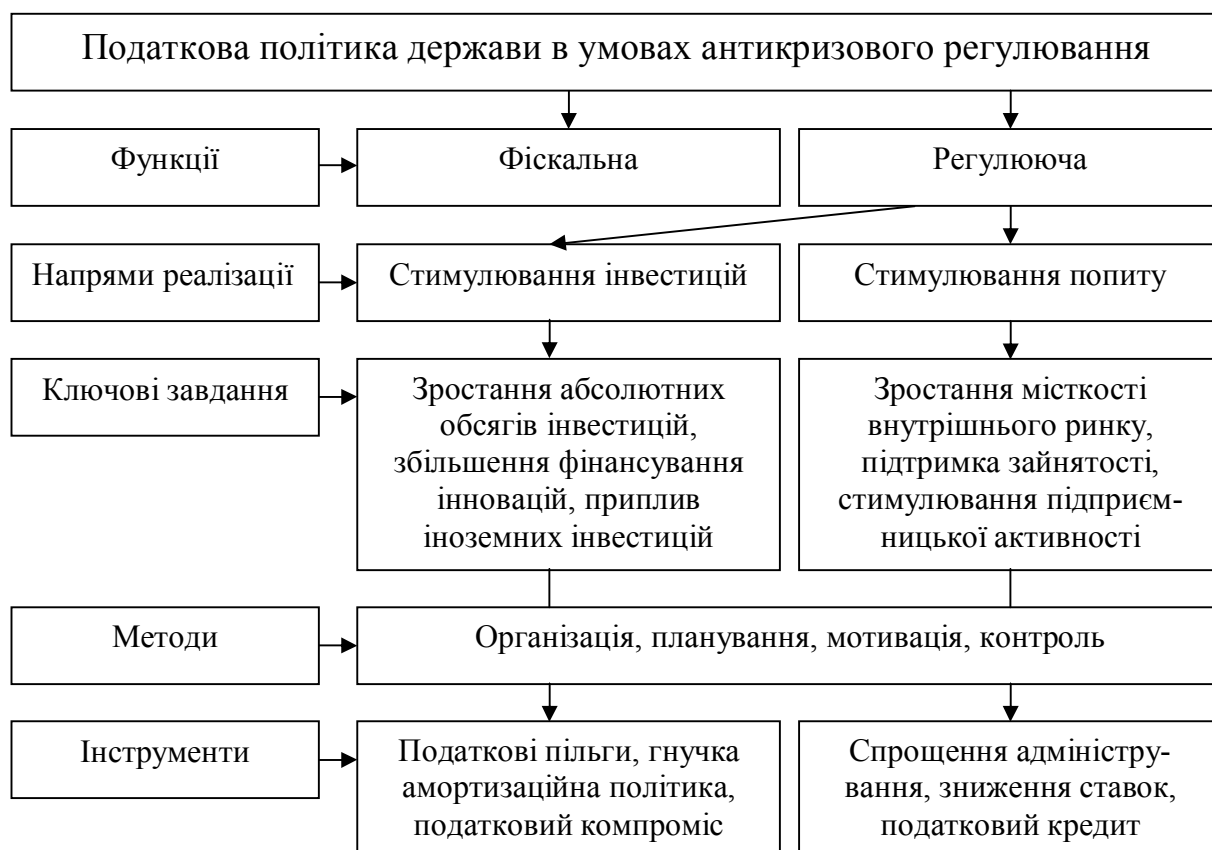 Податкова політика держави в умовах антикризового регулювання
Функції
Фіскальна
Регулююча
Напрями реалізації
Стимулювання інвестицій
Стимулювання попиту
Ключові завдання
Зростання абсолютних
обсягів інвестицій,
збільшення фінансування
інновацій, приплив
іноземних інвестицій
Зростання місткості
внутрішнього ринку,
підтримка зайнятості,
стимулювання підприєм-
ницької активності
Методи
Організація, планування, мотивація, контроль
Інструменти
Податкові пільги, гнучка
амортизаційна політика,
податковий компроміс
Спрощення адміністру-
вання, зниження ставок,
податковий кредит